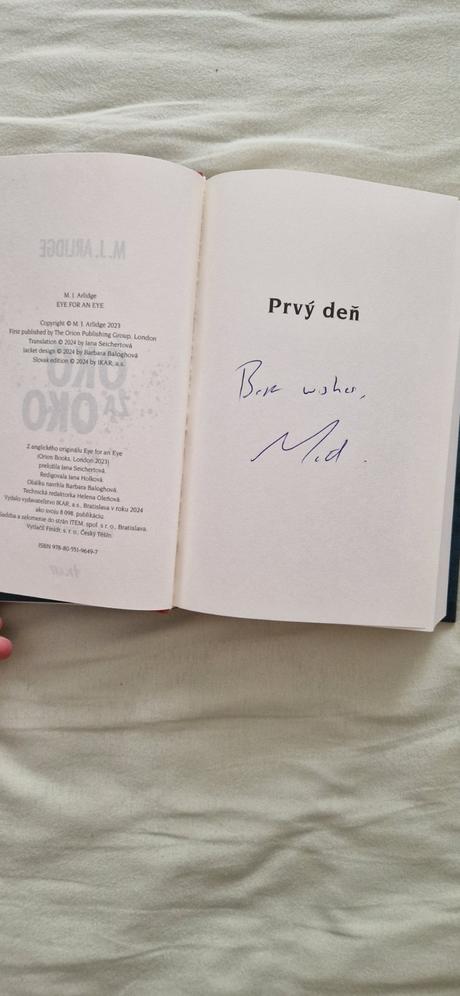 M. J. Arlidge
EYE FOR AN EYE
Copyright © M. J. Arlidge 2023
First published by The Orion Publishing Group, London
Translation © 2024 by Jana Seichertová
Jacket design © 2024 by Barbara Baloghová
Slovak edition © 2024 by IKAR, a.s.
Z anglického originálu Eye for an Eye
(Orion Books, London 2023)
preložila Jana Seichertová.
Redigovala Jana Holková.
Obálku navrhla Barbara Baloghová.
Technická redaktorka Helena Oleňová.
Vydalo vydavateľstvo IKAR, a.s., Bratislava v roku 2024
ako svoju 8 098. publikáciu.
Sadzba a zalomenie do strán ITEM, spol. s r. o., Bratislava.
Vytlačil Finidr, s. r. o., Český Těšín.
ISBN 978-80-551-9649-7
M. J. ARLIDGE
OKO
ZA
OKO
IKAR
Prvý deň
Best wishes,